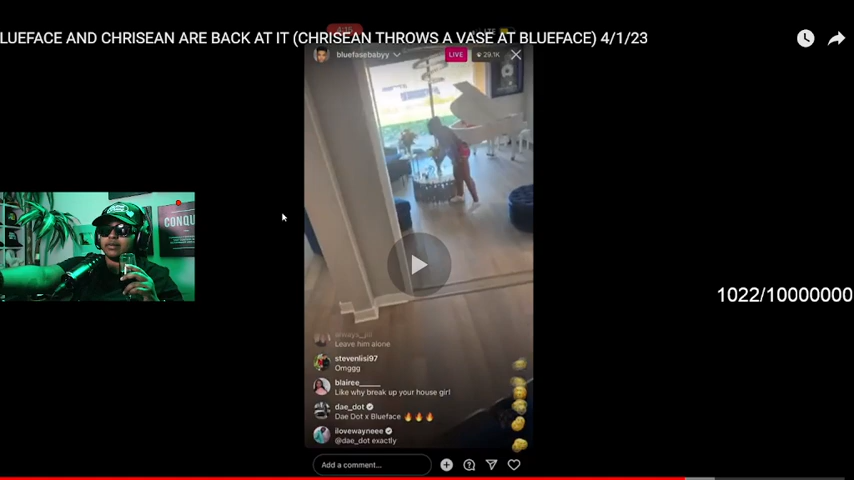 LUEFACE AND CHRISEAN ARE BACK AT IT (CHRISEAN THROWS A VASE AT BLUEFACE) 4/1/23
bluefasebabyy
LIVE
29.1K
CONQU
1022/10000000
Leave him alone
stevenlisi97
Omggg
blairee_____
Like why break up your house girl
dae_dot
Dae Dot x Blueface 🔥🔥🔥
ilovewayneee
@dae_dot exactly
Add a comment...